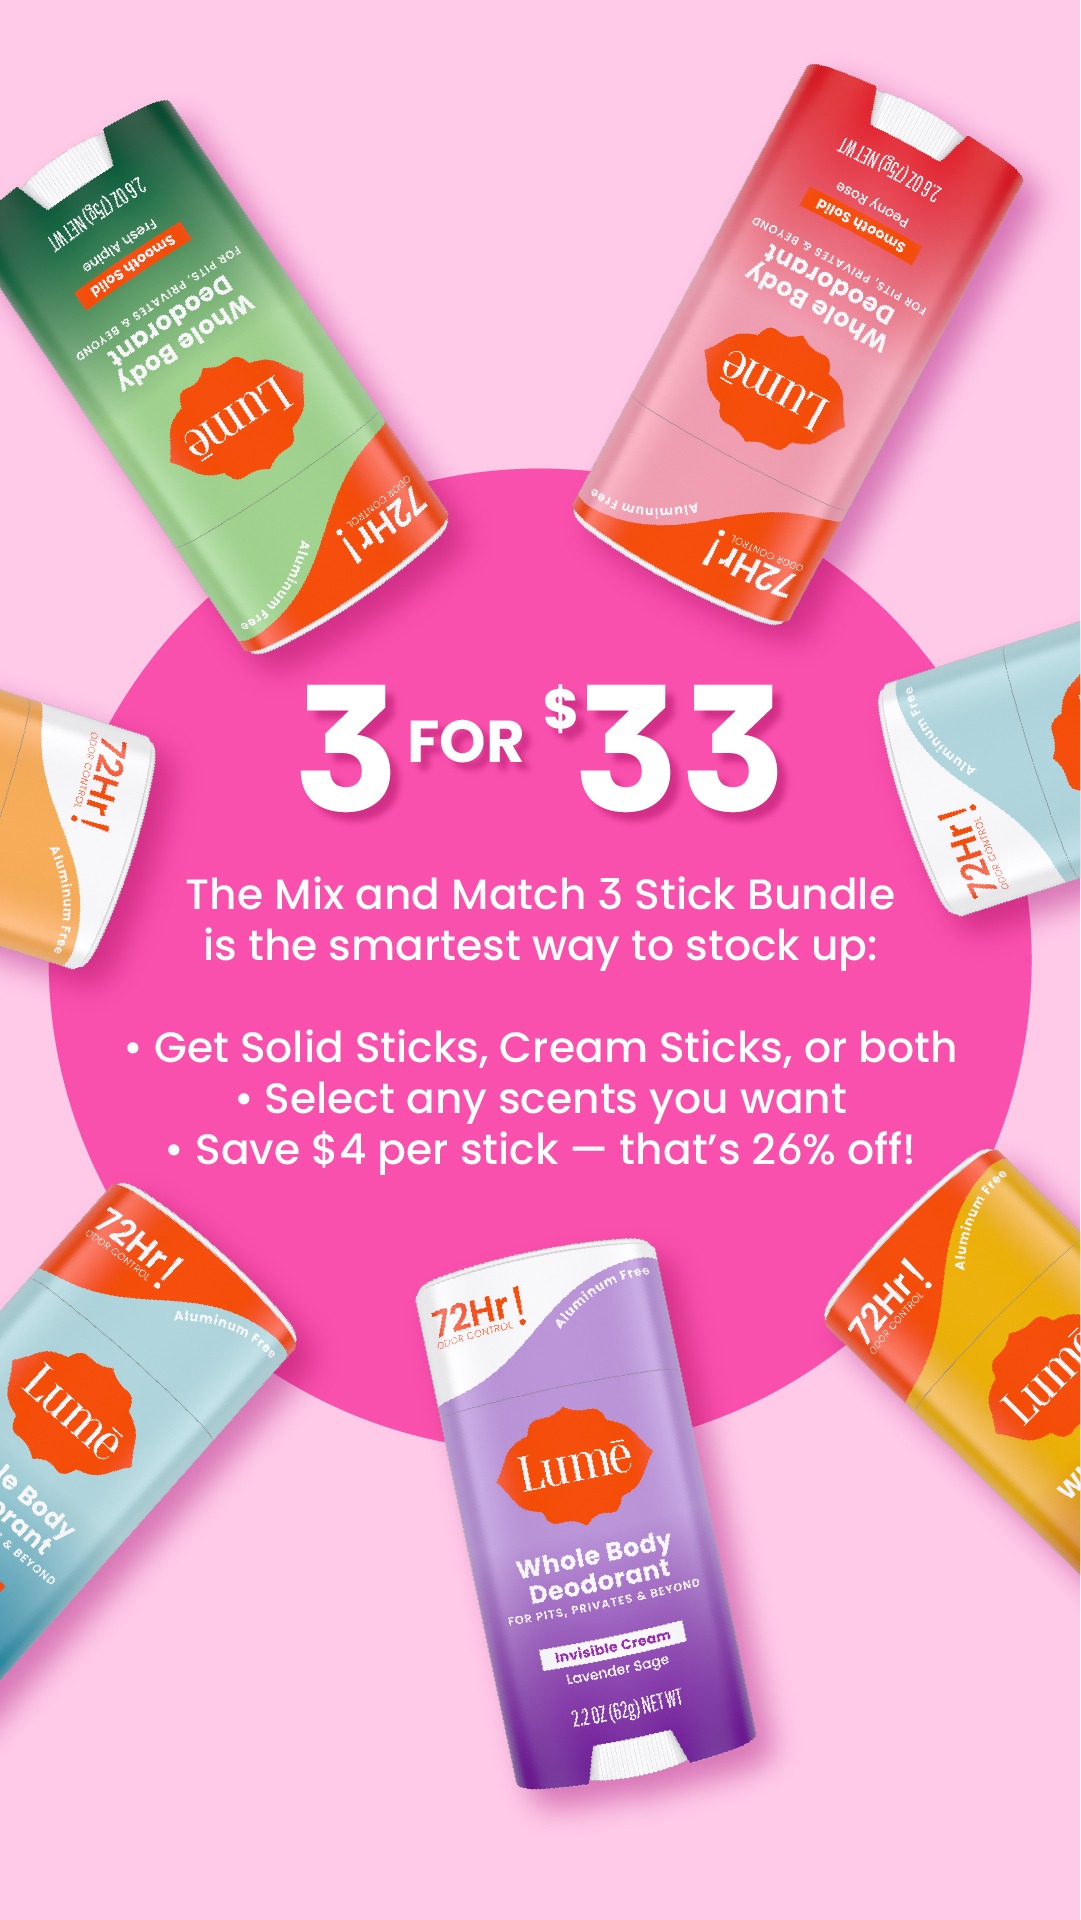 2.6 OZ (75g) NET WT
Fresh Alpine
Smooth Solid
FOR PITS, PRIVATES & BEYOND
Whole Body
Deodorant
Lumē
72Hr!
ODOR CONTROL
Aluminum Free
2.6 OZ (75g) NET WT
Peony Rose
Smooth Solid
FOR PITS, PRIVATES & BEYOND
Whole Body
Deodorant
Lumē
Aluminum Free
72Hr!
ODOR CONTROL
72Hr!
ODOR CONTROL
Aluminum Free
Aluminum Free
72Hr!
ODOR CONTROL
3 FOR $33
The Mix and Match 3 Stick Bundle
is the smartest way to stock up:
• Get Solid Sticks, Cream Sticks, or both
• Select any scents you want
• Save $4 per stick — that’s 26% off!
72Hr!
ODOR CONTROL
Aluminum Free
Lumē
le Body
orant
& BEYOND
72Hr!
ODOR CONTROL
Aluminum Free
Lumē
Whole Body
Deodorant
FOR PITS, PRIVATES & BEYOND
Invisible Cream
Lavender Sage
2.2 OZ (62g) NET WT
72Hr!
ODOR CONTROL
Aluminum Free
Lumē